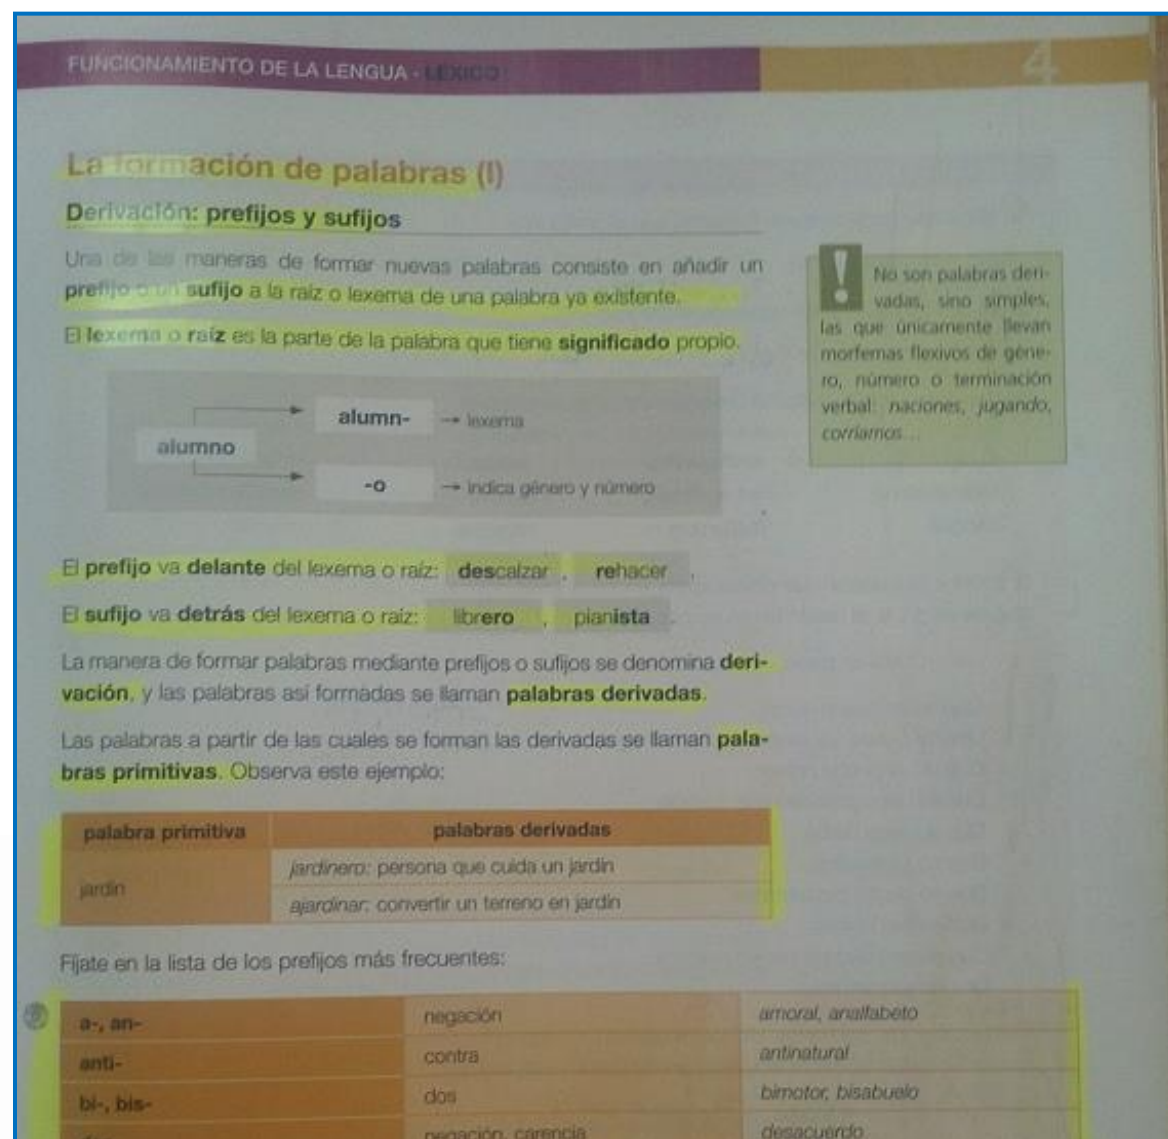 FUNCIONAMIENTO DE LA LENGUA - LÉXICO
4
La formación de palabras (I)
Derivación: prefijos y sufijos
Una de las maneras de formar nuevas palabras consiste en añadir un
prefijo o un sufijo a la raíz o lexema de una palabra ya existente.
El lexema o raíz es la parte de la palabra que tiene significado propio.
alumno
alumn- → lexema
-o → indica género y número
No son palabras deri-
vadas, sino simples,
las que únicamente llevan
morfemas flexivos de géne-
ro, número o terminación
verbal: naciones, jugando,
corríamos...
El prefijo va delante del lexema o raíz: descalzar , rehacer .
El sufijo va detrás del lexema o raíz: librero , pianista .
La manera de formar palabras mediante prefijos o sufijos se denomina deri-
vación, y las palabras así formadas se llaman palabras derivadas.
Las palabras a partir de las cuales se forman las derivadas se llaman pala-
bras primitivas. Observa este ejemplo:
palabra primitiva palabras derivadas
jardín
jardinero: persona que cuida un jardín
ajardinar: convertir un terreno en jardín
Fíjate en la lista de los prefijos más frecuentes:
a-, an- negación amoral, analfabeto
anti- contra antinatural
bi-, bis- dos bimotor, bisabuelo
negación, carencia desacuerdo